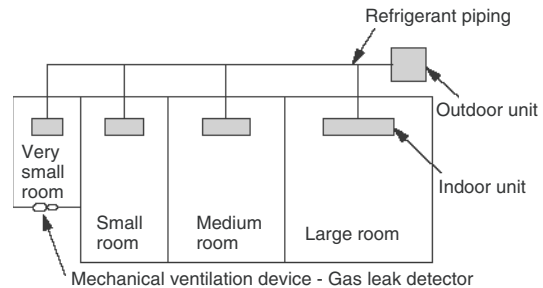 Refrigerant piping
Outdoor unit
Very
small
room
Indoor unit
Small
room
Medium
room
Large room
Mechanical ventilation device - Gas leak detector